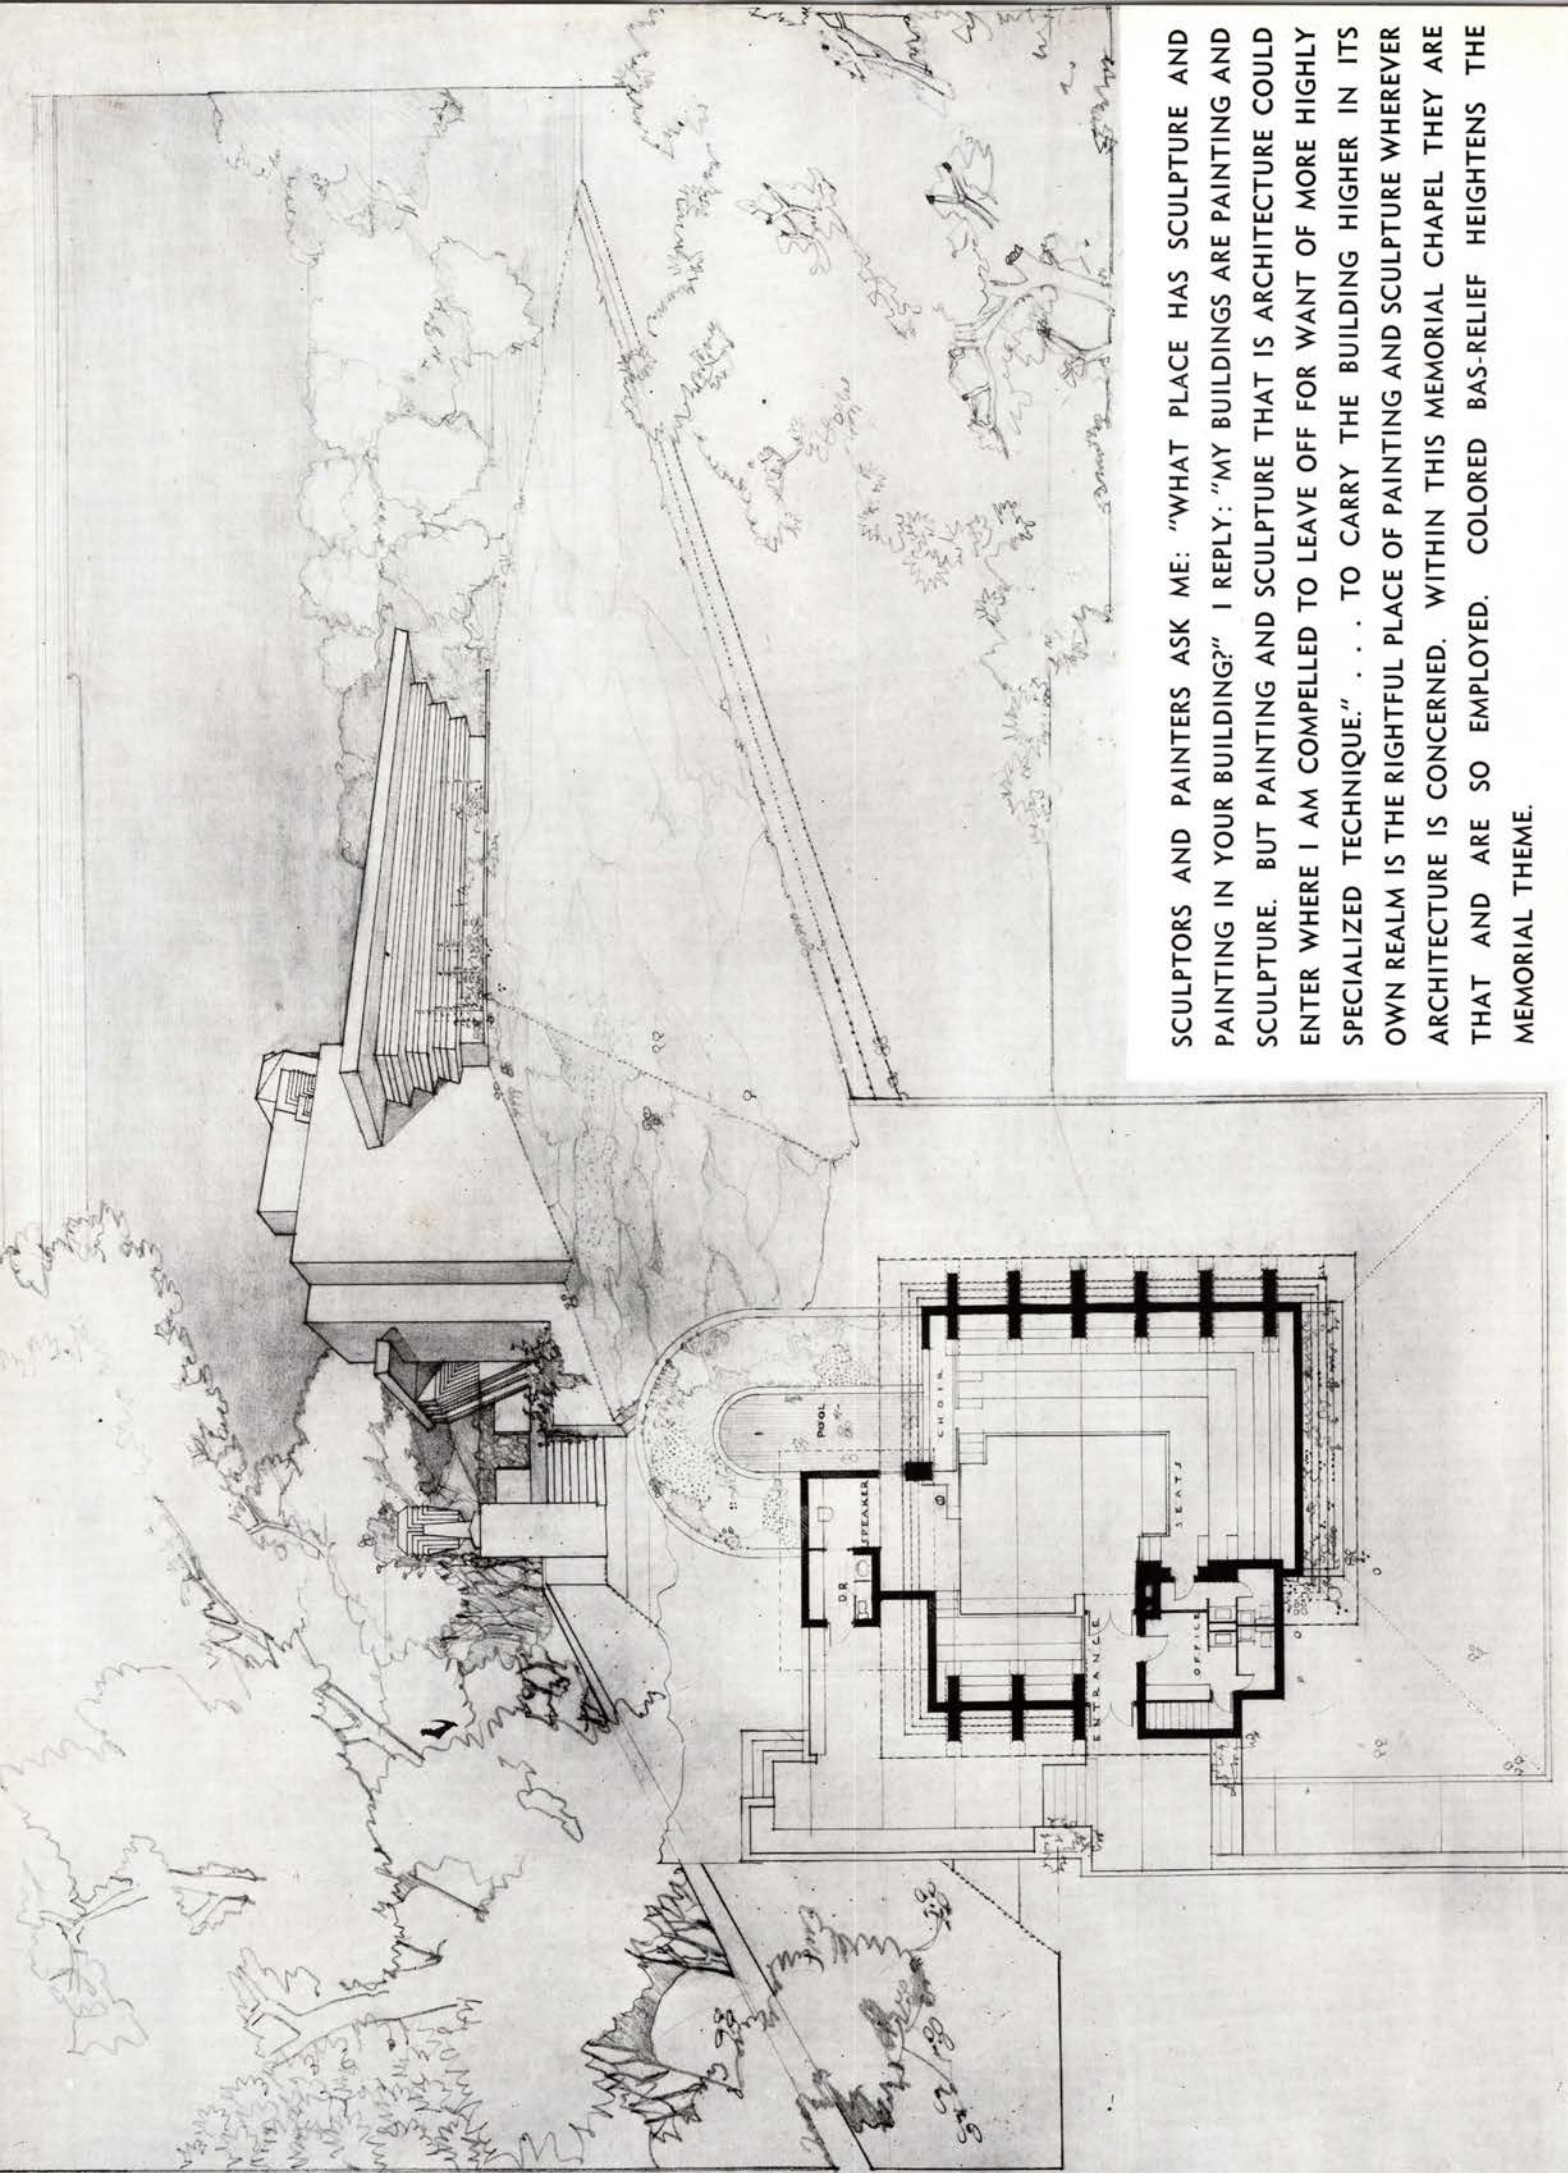 SCULPTORS AND PAINTERS ASK ME: "WHAT PLACE HAS SCULPTURE AND
PAINTING IN YOUR BUILDING?" I REPLY: "MY BUILDINGS ARE PAINTING AND
SCULPTURE. BUT PAINTING AND SCULPTURE THAT IS ARCHITECTURE COULD
ENTER WHERE I AM COMPELLED TO LEAVE OFF FOR WANT OF MORE HIGHLY
SPECIALIZED TECHNIQUE." . . . TO CARRY THE BUILDING HIGHER IN ITS
OWN REALM IS THE RIGHTFUL PLACE OF PAINTING AND SCULPTURE WHEREVER
ARCHITECTURE IS CONCERNED. WITHIN THIS MEMORIAL CHAPEL THEY ARE
THAT AND ARE SO EMPLOYED. COLORED BAS-RELIEF HEIGHTENS THE
MEMORIAL THEME.
POOL
CHOIR
SPEAKER
D.R
SEATS
ENTRANCE
OFFICE